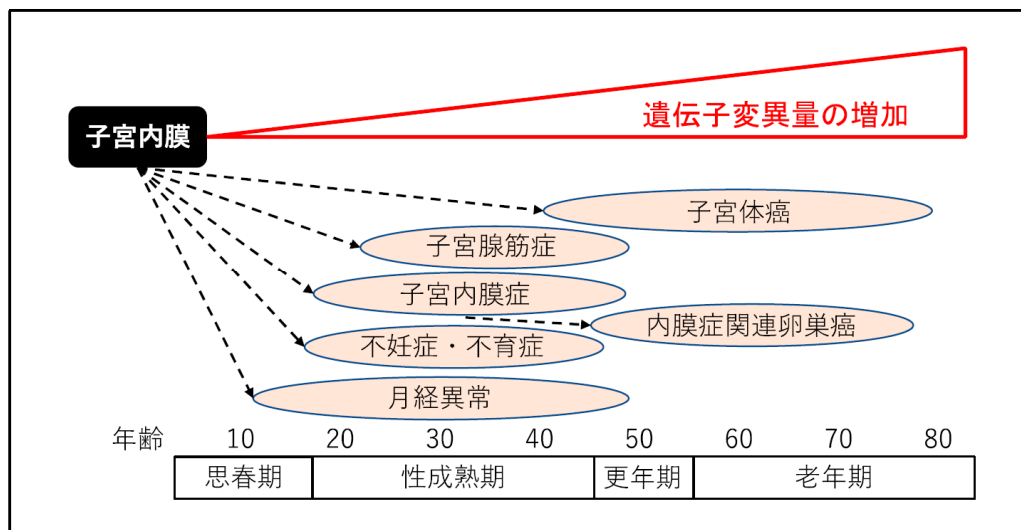 遺伝子変異量の増加
子宮内膜
子宮体癌
子宮腺筋症
子宮内膜症
内膜症関連卵巣癌
不妊症・不育症
月経異常
年齢 10 20 30 40 50 60 70 80
思春期 性成熟期 更年期 老年期